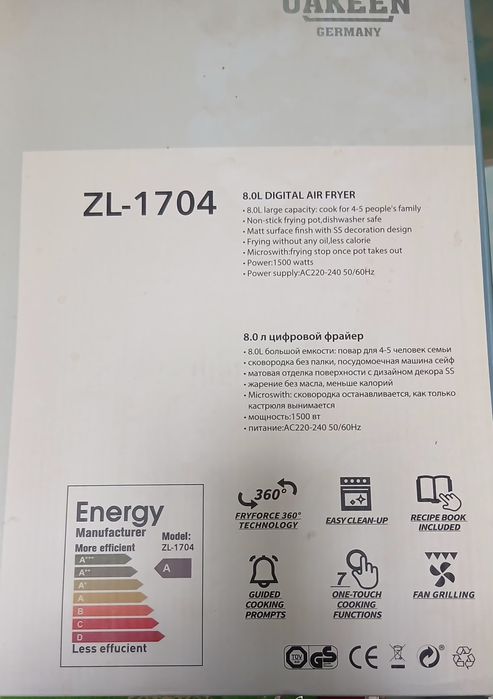 OAKEEN
GERMANY
ZL-1704
8.0L DIGITAL AIR FRYER
• 8.0L large capacity: cook for 4-5 people's family
• Non-stick frying pot,dishwasher safe
• Matt surface finsh with SS decoration design
• Frying without any oil,less calorie
• Microswith:frying stop once pot takes out
• Power:1500 watts
• Power supply:AC220-240 50/60Hz
8.0 л цифровой фрайер
• 8.0L большой емкости: повар для 4-5 человек семьи
• сковородка без палки, посудомоечная машина сейф
• матовая отделка поверхности с дизайном декора SS
• жарение без масла, меньше калорий
• Microswith: сковородка останавливается, как только
кастрюля вынимается
• мощность:1500 вт
• питание:AC220-240 50/60Hz
360°
FRYFORCE 360°
TECHNOLOGY
EASY CLEAN-UP
RECIPE BOOK
INCLUDED
GUIDED
COOKING
PROMPTS
7
ONE-TOUCH
COOKING
FUNCTIONS
FAN GRILLING
Energy
Manufacturer
More efficient
Model:
ZL-1704
A+++
A++
A+
A
B
C
D
A
Less effucient
TÜV
GS
CE